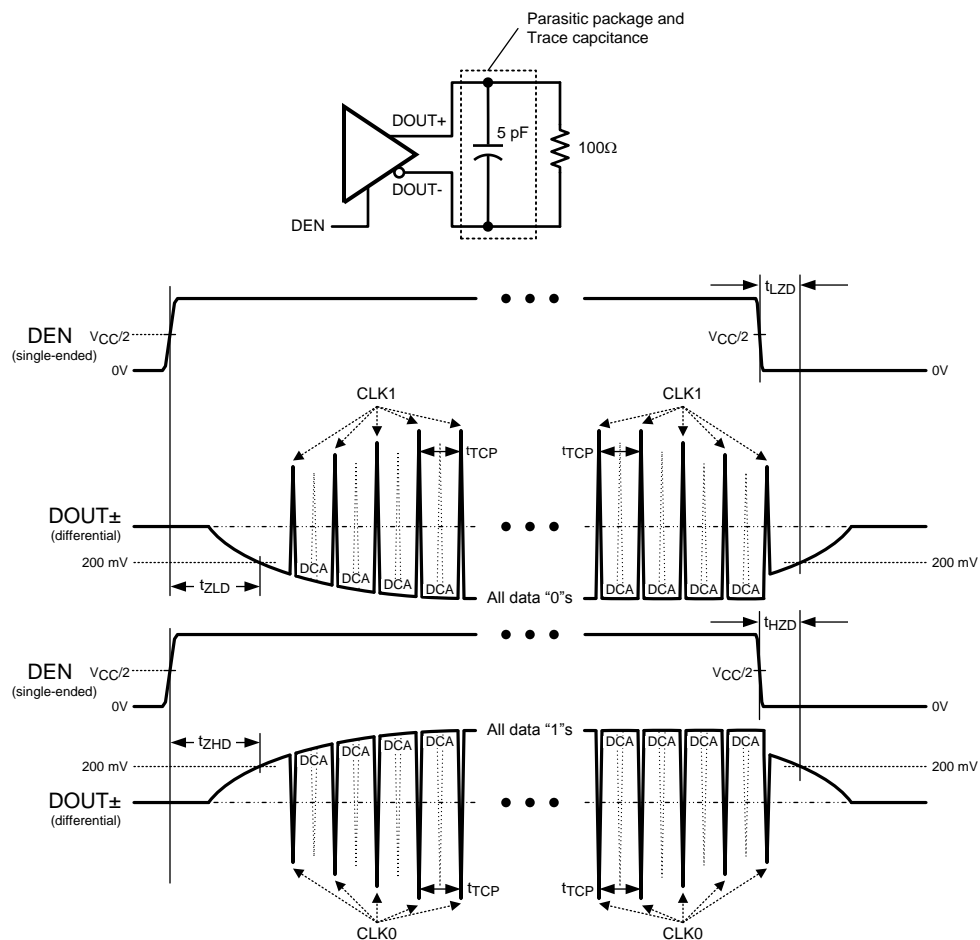 Parasitic package and
Trace capcitance
DOUT+
5 pF
100Ω
DOUT-
DEN
tLZD
DEN
(single-ended)
VCC/2
VCC/2
0V
0V
CLK1
CLK1
tTCP
tTCP
DOUT±
(differential)
200 mV
200 mV
tZLD
DCA
DCA
DCA
DCA
DCA
DCA
DCA
DCA
All data “0”s
tHZD
DEN
(single-ended)
VCC/2
VCC/2
0V
0V
All data “1”s
tZHD
DCA
DCA
DCA
DCA
DCA
DCA
DCA
DCA
200 mV
200 mV
DOUT±
(differential)
tTCP
tTCP
CLK0
CLK0